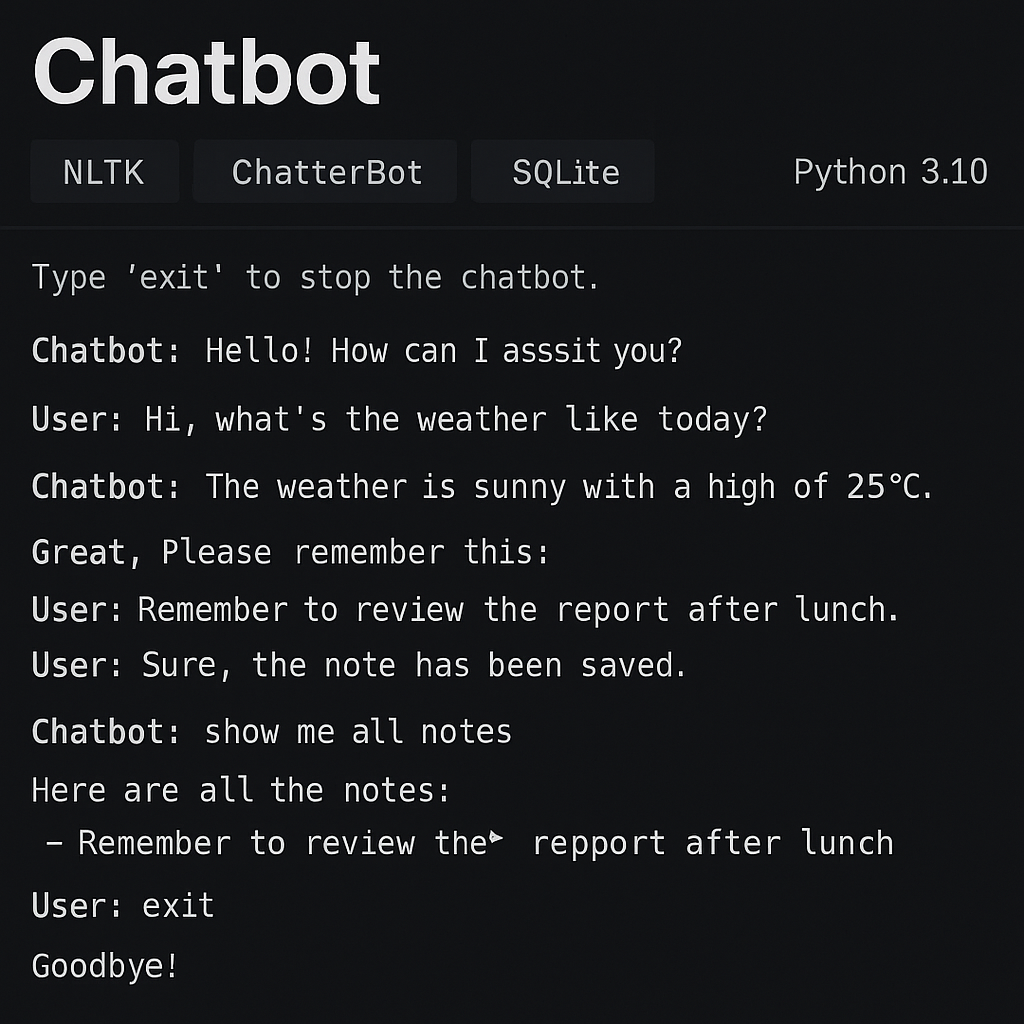 Chatbot
NLTK ChatterBot SQLite Python 3.10
Type 'exit' to stop the chatbot.
Chatbot: Hello! How can I asssit you?
User: Hi, what's the weather like today?
Chatbot: The weather is sunny with a high of 25°C.
Great, Please remember this:
User: Remember to review the report after lunch.
User: Sure, the note has been saved.
Chatbot: show me all notes
Here are all the notes:
– Remember to review the repport after lunch
User: exit
Goodbye!